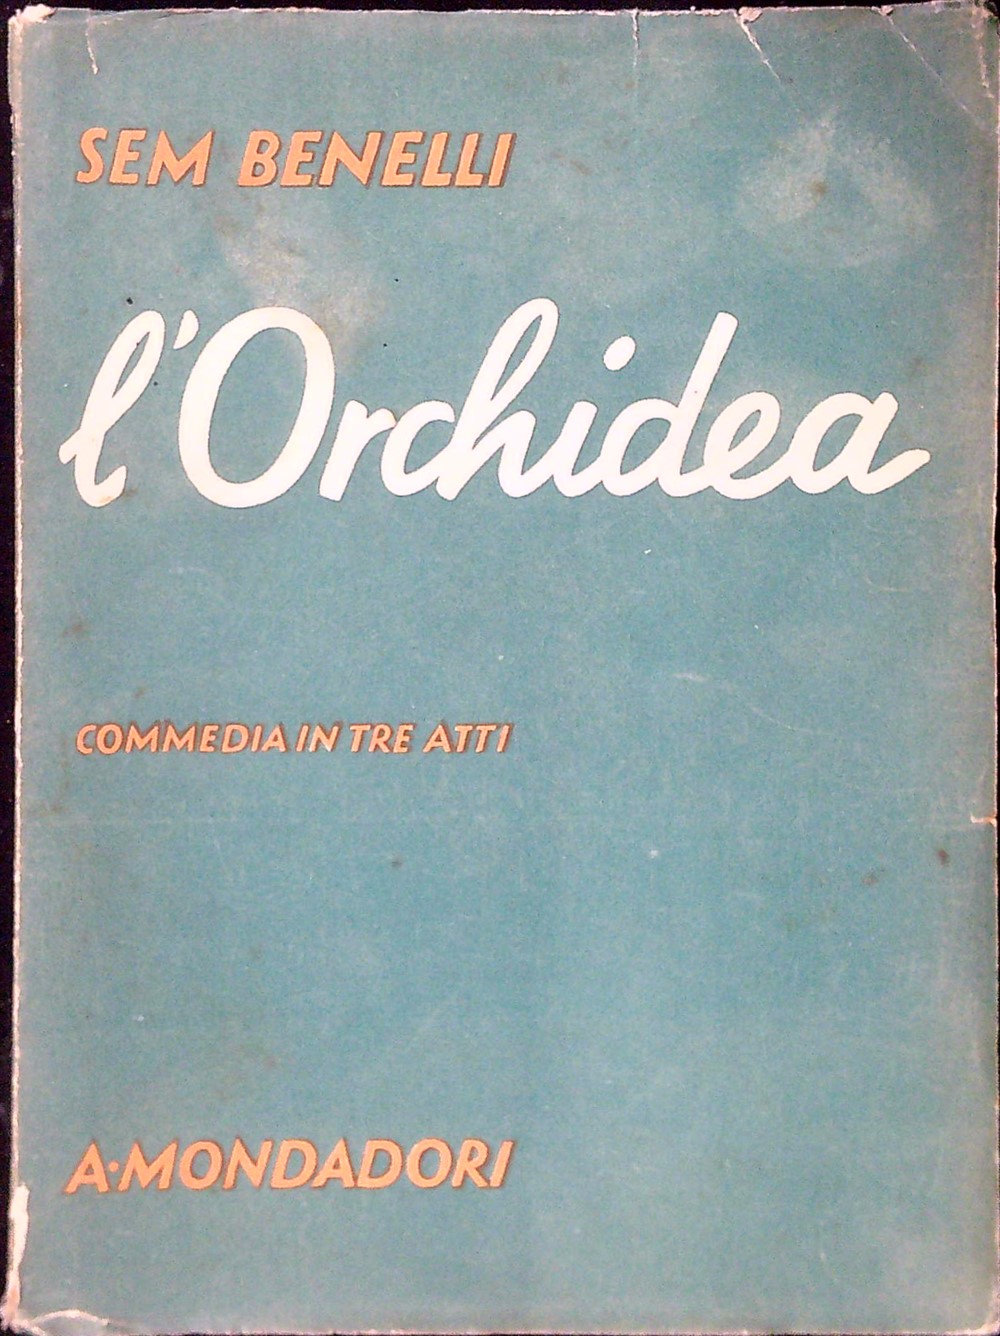 SEM BENELLI
l'Orchidea
COMMEDIA IN TRE ATTI
A·MONDADORI